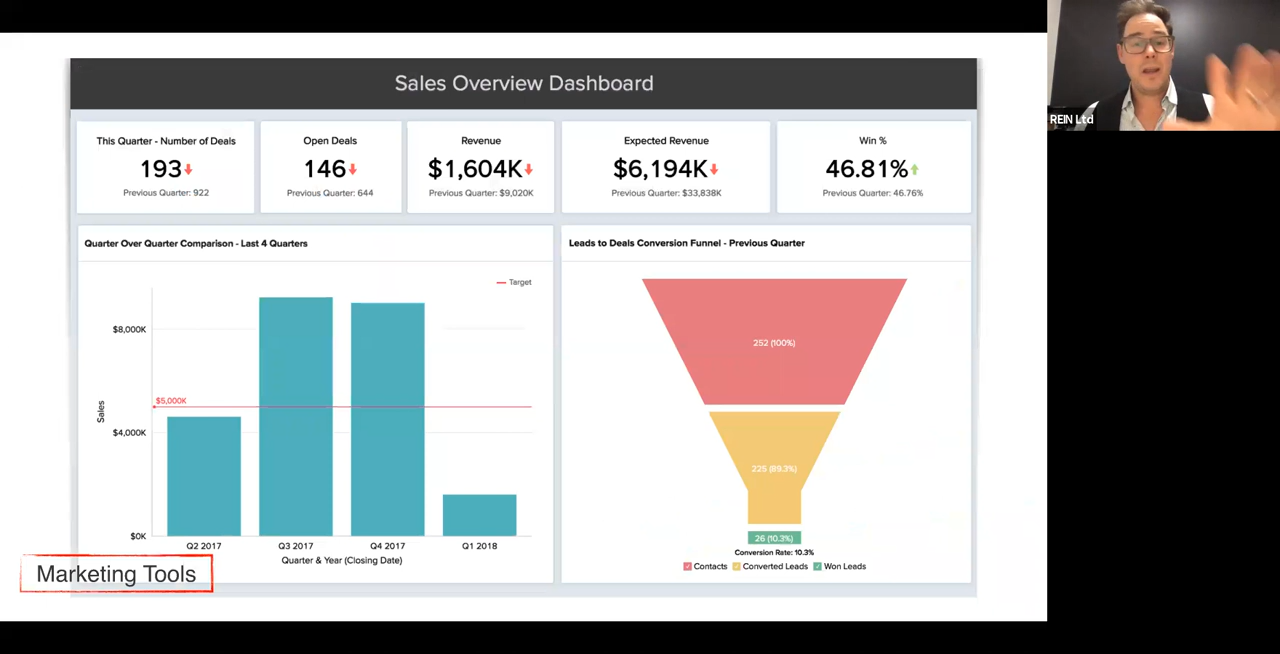 Sales Overview Dashboard
REIN Ltd
This Quarter - Number of Deals
193
Previous Quarter: 922
Open Deals
146
Previous Quarter: 644
Revenue
$1,604K
Previous Quarter: $9,020K
Expected Revenue
$6,194K
Previous Quarter: $33,838K
Win %
46.81%
Previous Quarter: 46.76%
Quarter Over Quarter Comparison - Last 4 Quarters
Target
$8,000K
$5,000K
$4,000K
$0K
Sales
Q2 2017 Q3 2017 Q4 2017 Q1 2018
Quarter & Year (Closing Date)
Leads to Deals Conversion Funnel - Previous Quarter
252 (100%)
225 (89.3%)
26 (10.3%)
Conversion Rate: 10.3%
Contacts Converted Leads Won Leads
Marketing Tools